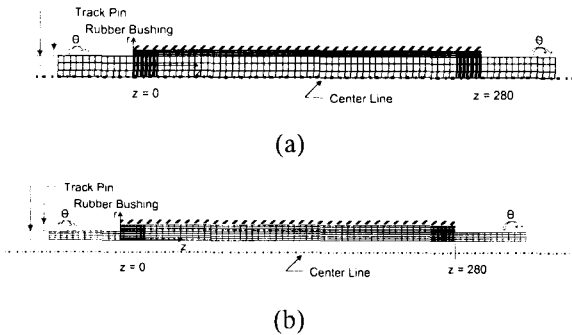 Track Pin
Rubber Bushing
θ
r
θ
z = 0
Center Line
z = 280
(a)
Track Pin
Rubber Bushing
θ
r
θ
z
z = 0
Center Line
z = 280
(b)